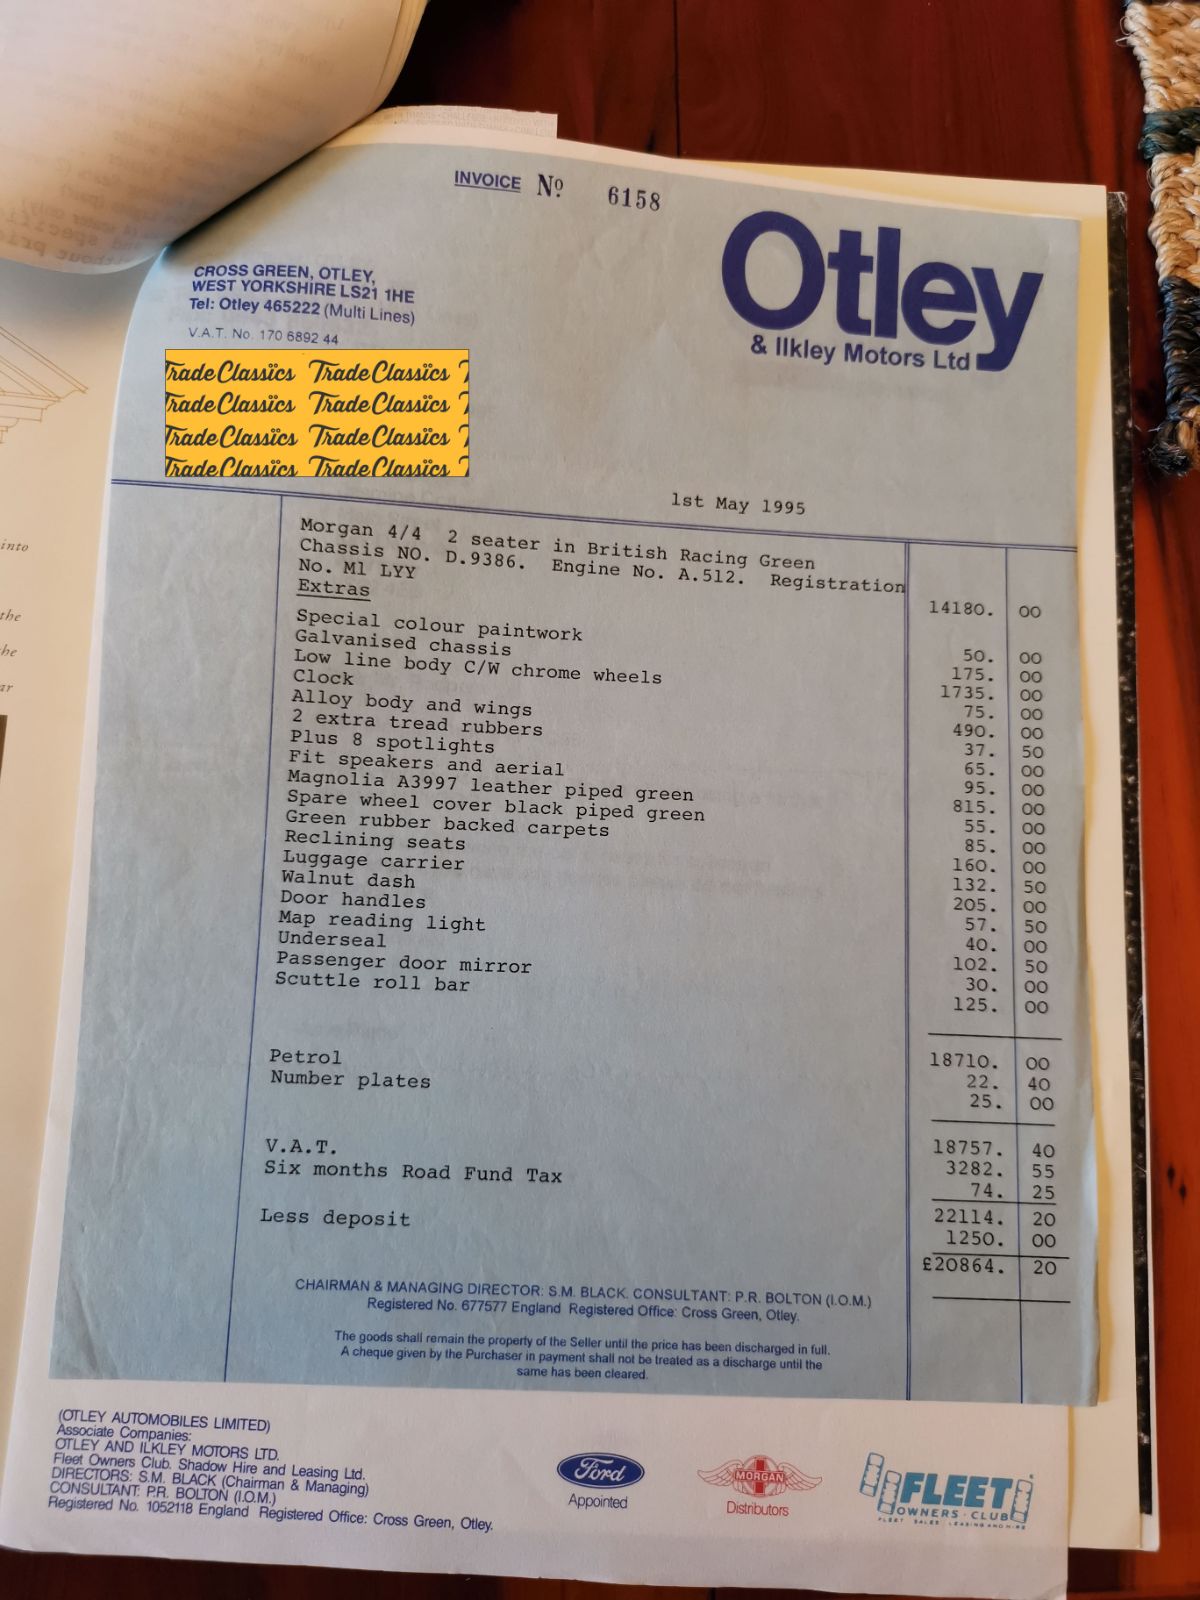 INVOICE Nº 6158
Otley
& Ilkley Motors Ltd
CROSS GREEN, OTLEY,
WEST YORKSHIRE LS21 1HE
Tel: Otley 465222 (Multi Lines)
V.A.T. No. 170 6892 44
TradeClassics TradeClassics
TradeClassics TradeClassics
TradeClassics TradeClassics
TradeClassics TradeClassics
1st May 1995
Morgan 4/4 2 seater in British Racing Green
Chassis NO. D.9386. Engine No. A.512. Registration
No. M1 LYY 14180. 00
Extras
Special colour paintwork 50. 00
Galvanised chassis 175. 00
Low line body C/W chrome wheels 1735. 00
Clock 75. 00
Alloy body and wings 490. 00
2 extra tread rubbers 37. 50
Plus 8 spotlights 65. 00
Fit speakers and aerial 95. 00
Magnolia A3997 leather piped green 815. 00
Spare wheel cover black piped green 55. 00
Green rubber backed carpets 85. 00
Reclining seats 160. 00
Luggage carrier 132. 50
Walnut dash 205. 00
Door handles 57. 50
Map reading light 40. 00
Underseal 102. 50
Passenger door mirror 30. 00
Scuttle roll bar 125. 00
18710. 00
Petrol 22. 40
Number plates 25. 00
18757. 40
V.A.T. 3282. 55
Six months Road Fund Tax 74. 25
22114. 20
Less deposit 1250. 00
£20864. 20
CHAIRMAN & MANAGING DIRECTOR: S.M. BLACK. CONSULTANT: P.R. BOLTON (I.O.M.)
Registered No. 677577 England Registered Office: Cross Green, Otley.
The goods shall remain the property of the Seller until the price has been discharged in full.
A cheque given by the Purchaser in payment shall not be treated as a discharge until the
same has been cleared.
(OTLEY AUTOMOBILES LIMITED)
Associate Companies:
OTLEY AND ILKLEY MOTORS LTD.
Fleet Owners Club. Shadow Hire and Leasing Ltd.
DIRECTORS: S.M. BLACK (Chairman & Managing)
CONSULTANT: P.R. BOLTON (I.O.M.)
Registered No. 1052118 England Registered Office: Cross Green, Otley.
Ford
Appointed
MORGAN
Distributors
FLEET
OWNERS·CLUB
FLEET SALES LEASING AND HIRE
into
the
the